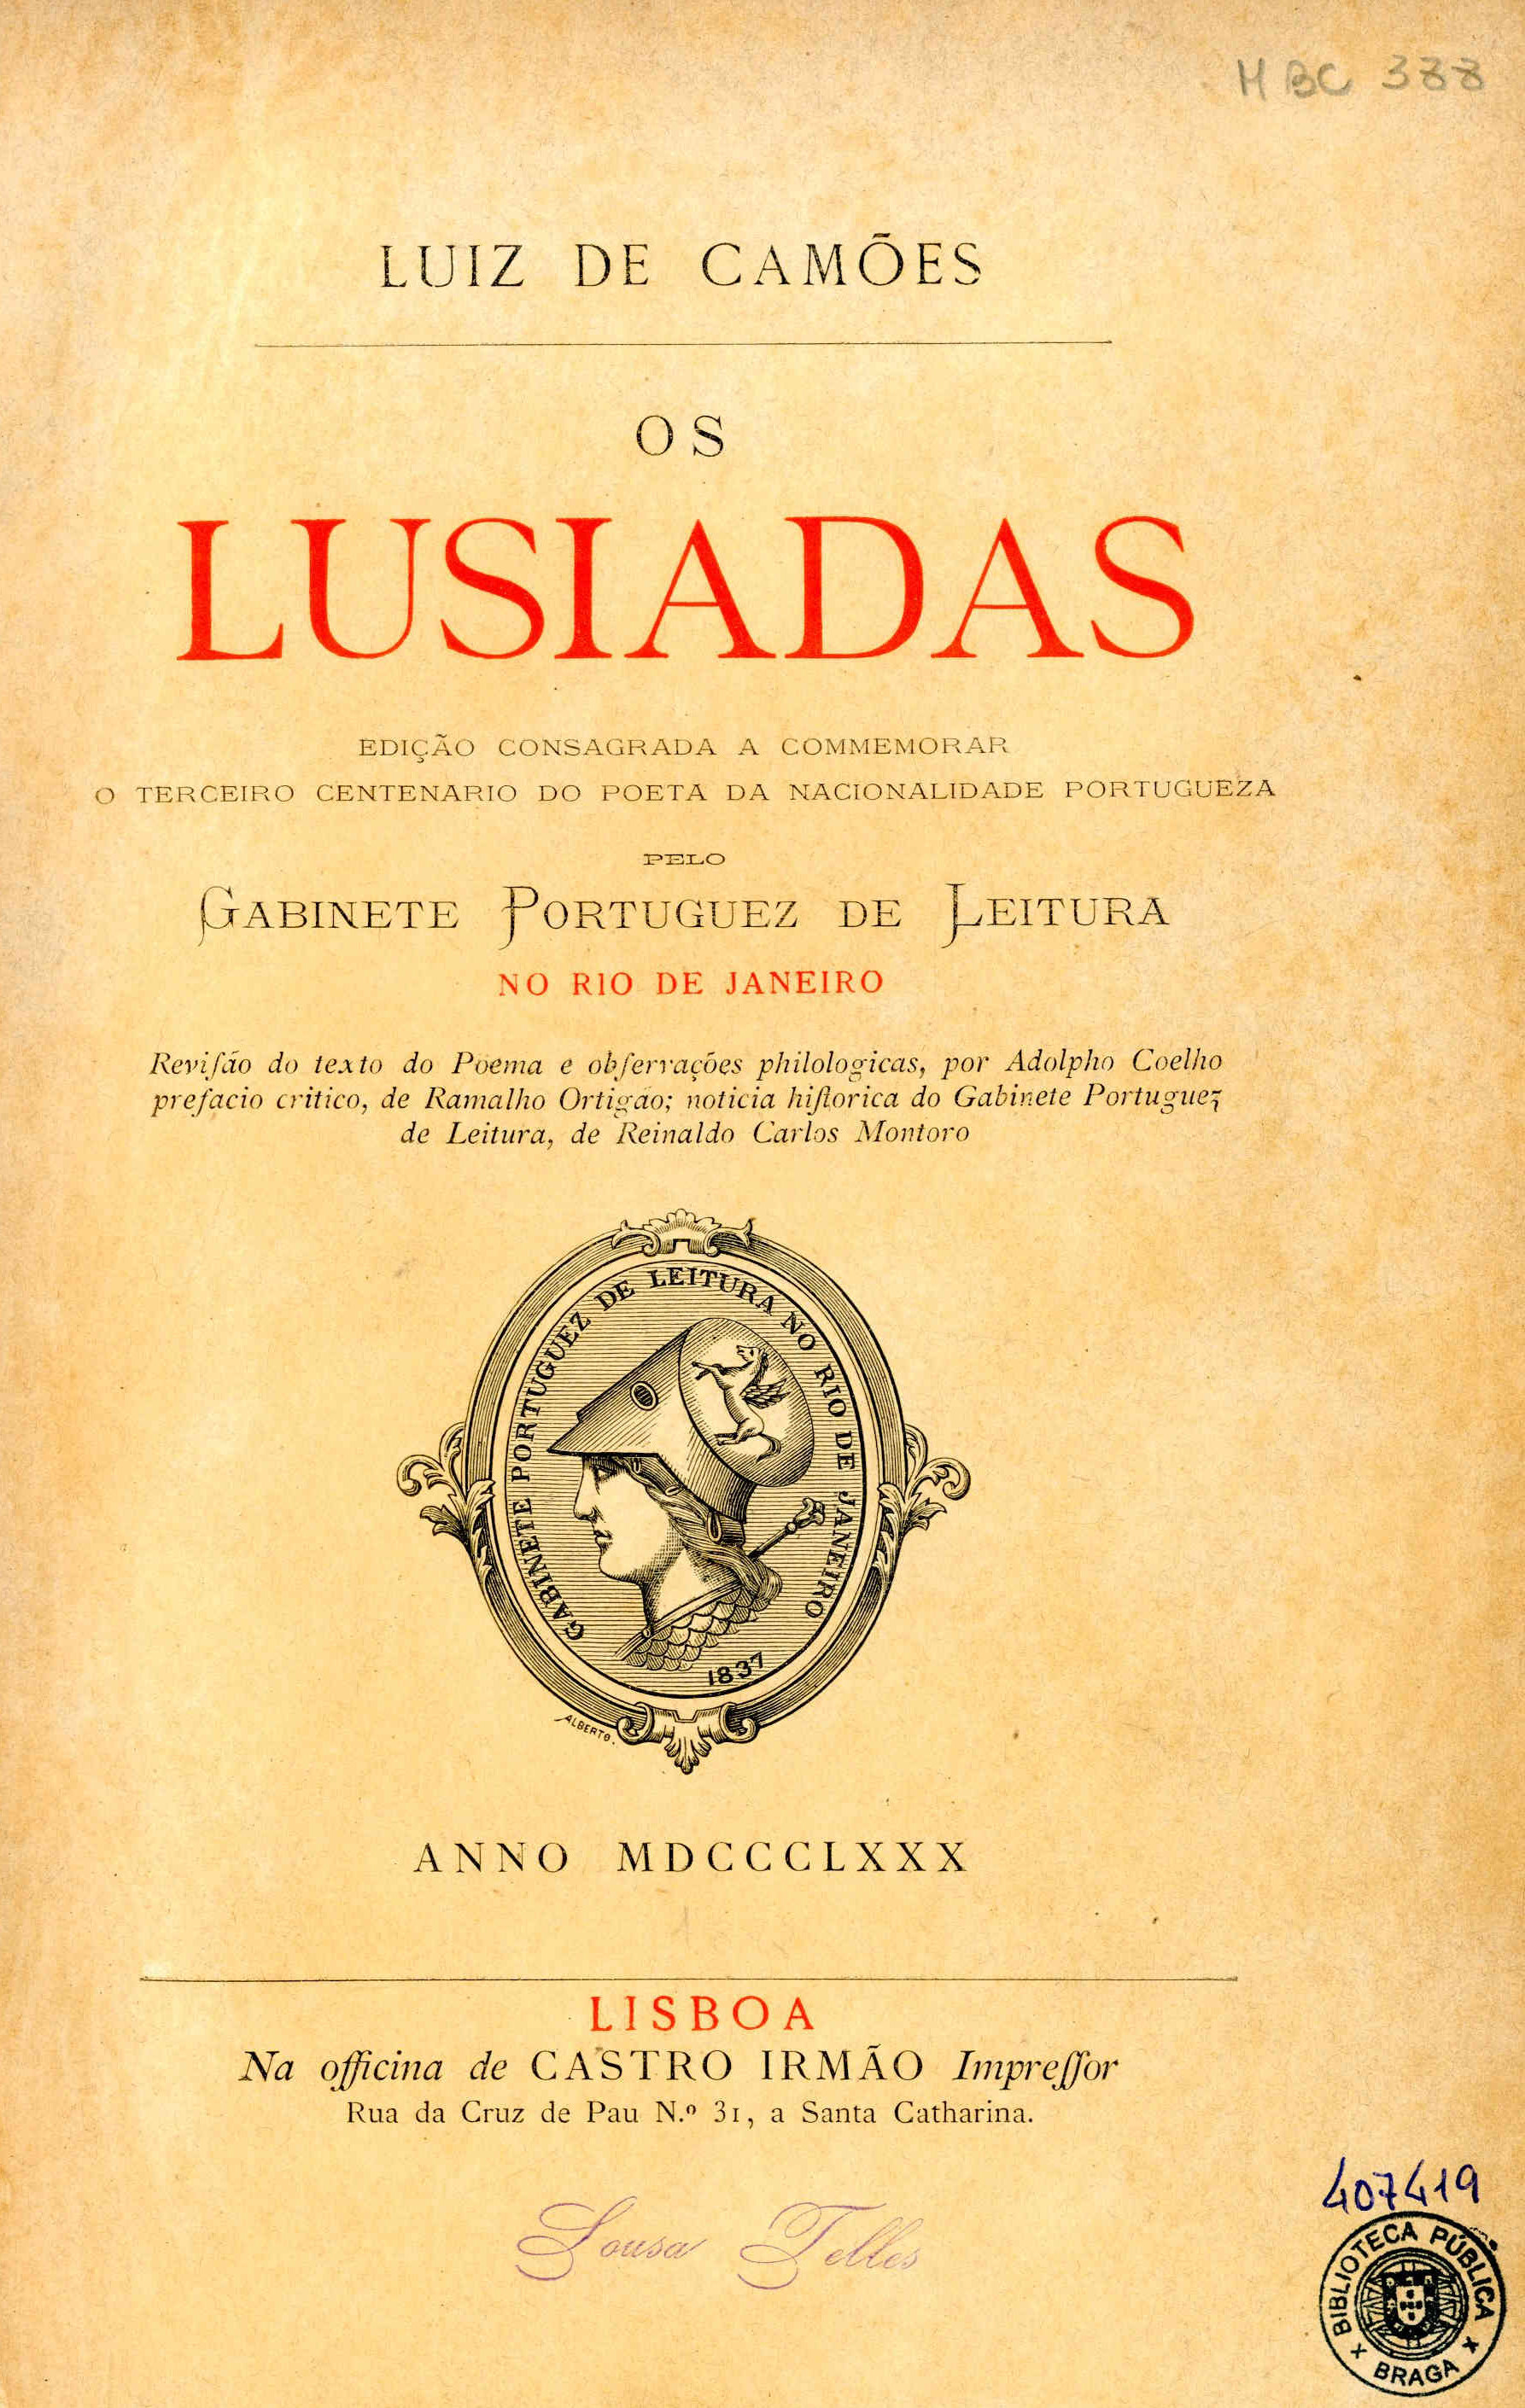 H BC 388
LUIZ DE CAMÕES
OS
LUSIADAS
EDIÇÃO CONSAGRADA A COMMEMORAR
O TERCEIRO CENTENARIO DO POETA DA NACIONALIDADE PORTUGUEZA
PELO
GABINETE PORTUGUEZ DE LEITURA
NO RIO DE JANEIRO
Reviſão do texto do Poema e obſervações philologicas, por Adolpho Coelho
prefacio critico, de Ramalho Ortigão; noticia hiſtorica do Gabinete Portuguez
de Leitura, de Reinaldo Carlos Montoro
GABINETE PORTUGUEZ DE LEITURA NO RIO DE JANEIRO
1837
ALBERTO.
ANNO MDCCCLXXX
LISBOA
Na officina de CASTRO IRMÃO Impreſſor
Rua da Cruz de Pau N.º 31, a Santa Catharina.
Sousa Telles
407419
BIBLIOTECA PÚBLICA
BRAGA